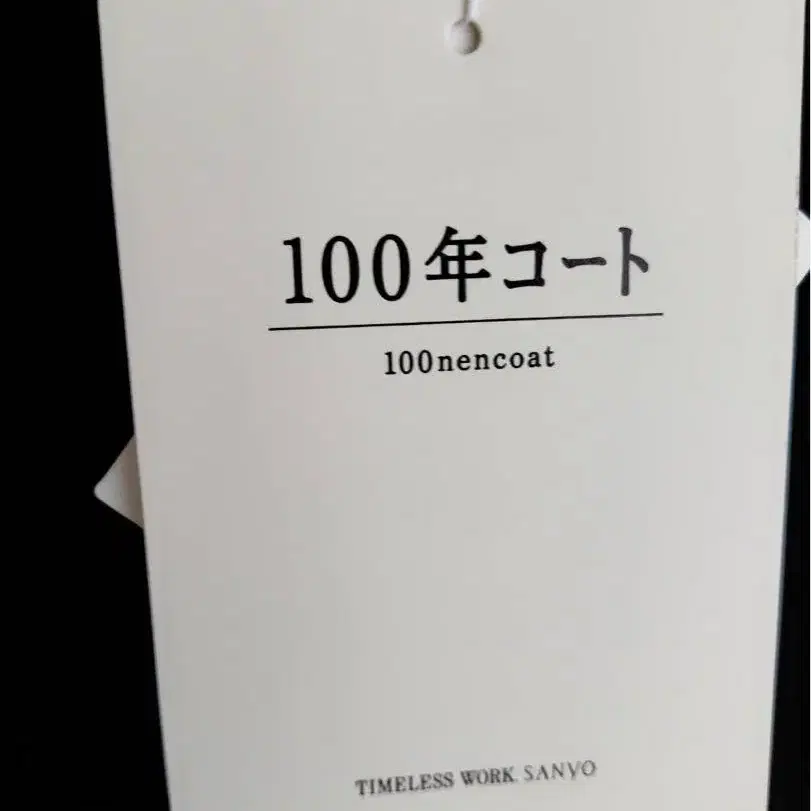 100年コート
100nencoat
TIMELESS WORK. SANYO